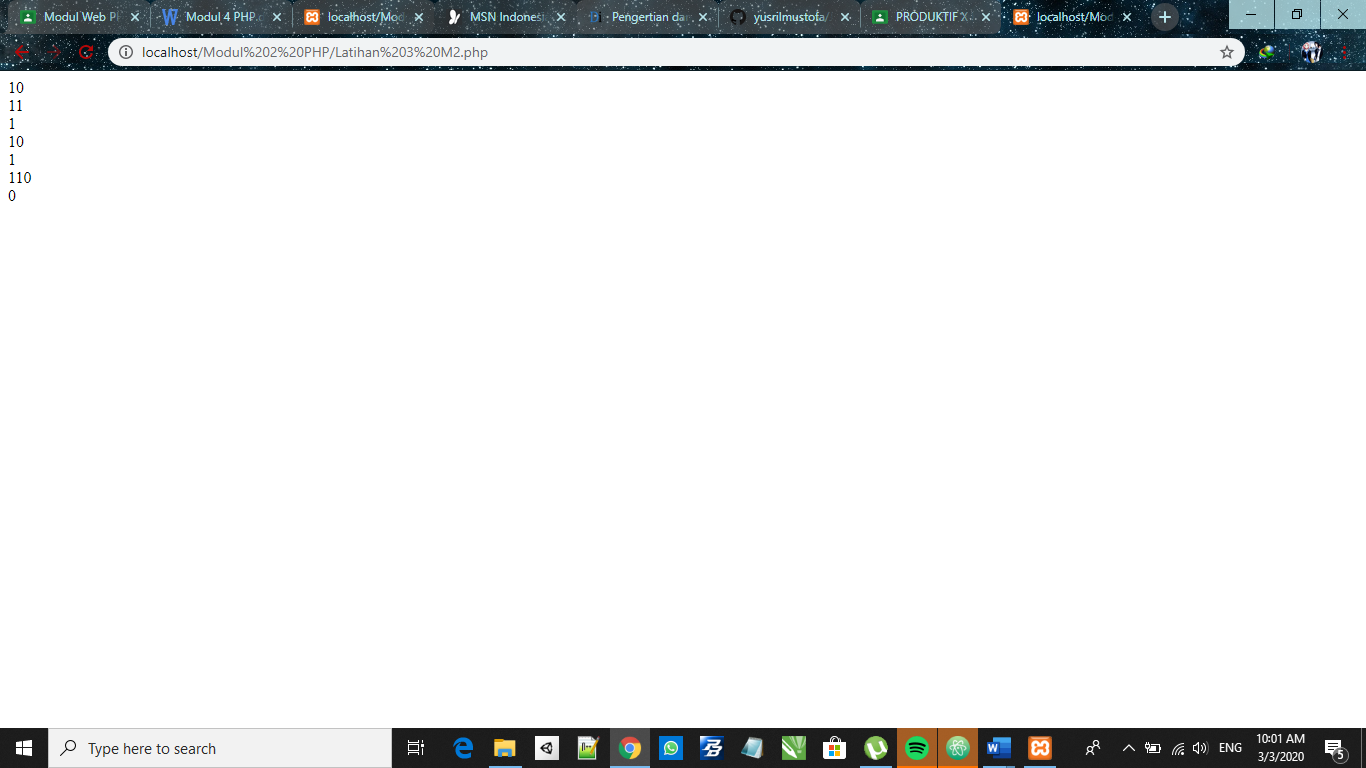 Modul Web P
Modul 4 PHP.
localhost/Mod
MSN Indones
Pengertian da
yusrilmustofa/
PRODUKTIF X
localhost/Mod
localhost/Modul%202%20PHP/Latihan%203%20M2.php
10
11
1
10
1
110
0
Type here to search
ENG
10:01 AM
3/3/2020
5